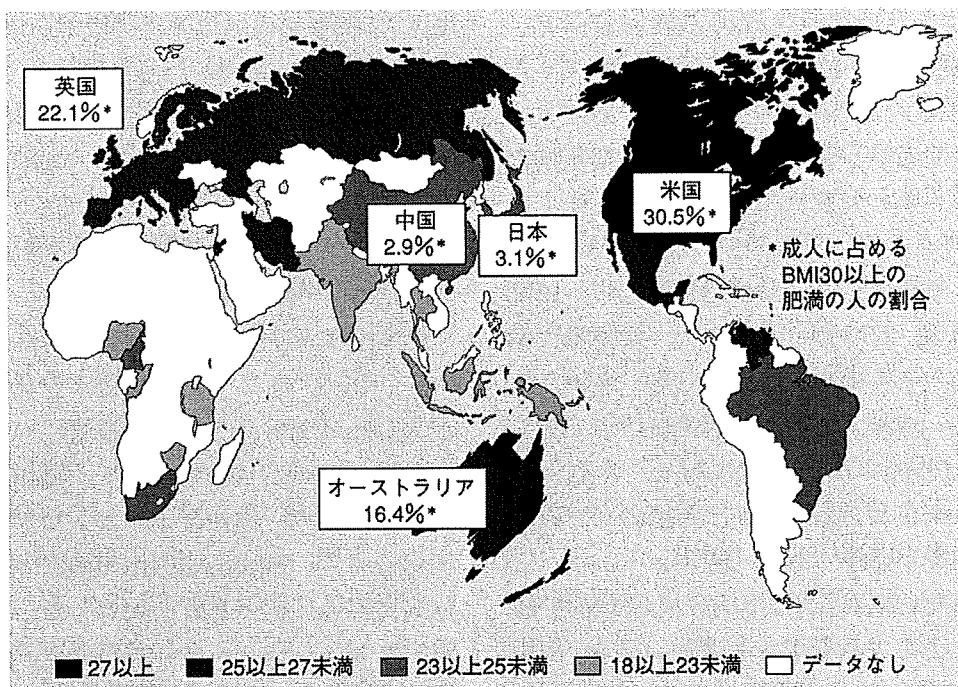 英国
22.1%*
中国
2.9%*
日本
3.1%*
米国
30.5%*
*成人に占める
BMI30以上の
肥満の人の割合
オーストラリア
16.4%*
27以上 25以上27未満 23以上25未満 18以上23未満 データなし